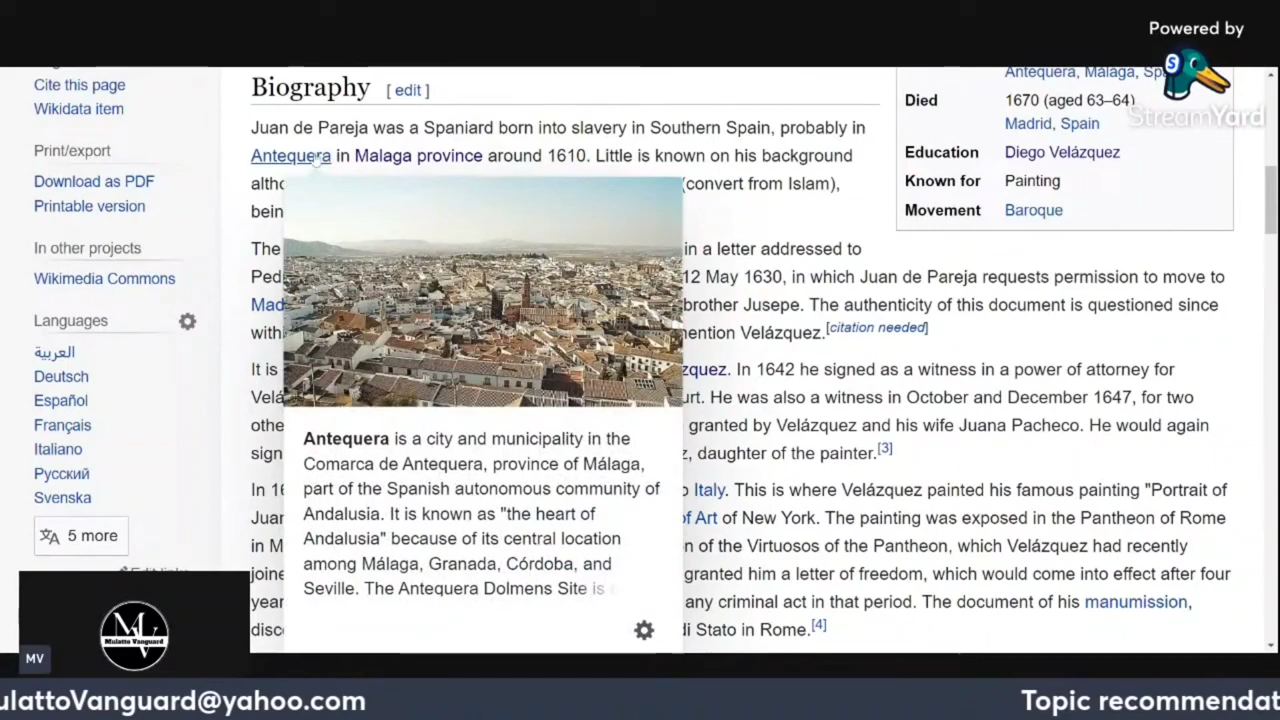 Powered by
StreamYard
Cite this page
Wikidata item
Print/export
Download as PDF
Printable version
In other projects
Wikimedia Commons
Languages
العربية
Deutsch
Español
Français
Italiano
Русский
Svenska
5 more
Edit links
Mulatto Vanguard
MV
Biography [ edit ]
Juan de Pareja was a Spaniard born into slavery in Southern Spain, probably in
Antequera in Malaga province around 1610. Little is known on his background
(convert from Islam),
The in a letter addressed to
12 May 1630, in which Juan de Pareja requests permission to move to
brother Jusepe. The authenticity of this document is questioned since
Velázquez.[citation needed]
It is . In 1642 he signed as a witness in a power of attorney for
He was also a witness in October and December 1647, for two
granted by Velázquez and his wife Juana Pacheco. He would again
daughter of the painter.[3]
In Italy. This is where Velázquez painted his famous painting "Portrait of
of Art of New York. The painting was exposed in the Pantheon of Rome
in of the Virtuosos of the Pantheon, which Velázquez had recently
granted him a letter of freedom, which would come into effect after four
any criminal act in that period. The document of his manumission,
di Stato in Rome.[4]
Antequera is a city and municipality in the
Comarca de Antequera, province of Málaga,
part of the Spanish autonomous community of
Andalusia. It is known as "the heart of
Andalusia" because of its central location
among Málaga, Granada, Córdoba, and
Seville. The Antequera Dolmens Site is
Antequera, Málaga,
Died 1670 (aged 63–64)
Madrid, Spain
Education Diego Velázquez
Known for Painting
Movement Baroque
ulattoVanguard@yahoo.com
Topic recommendat